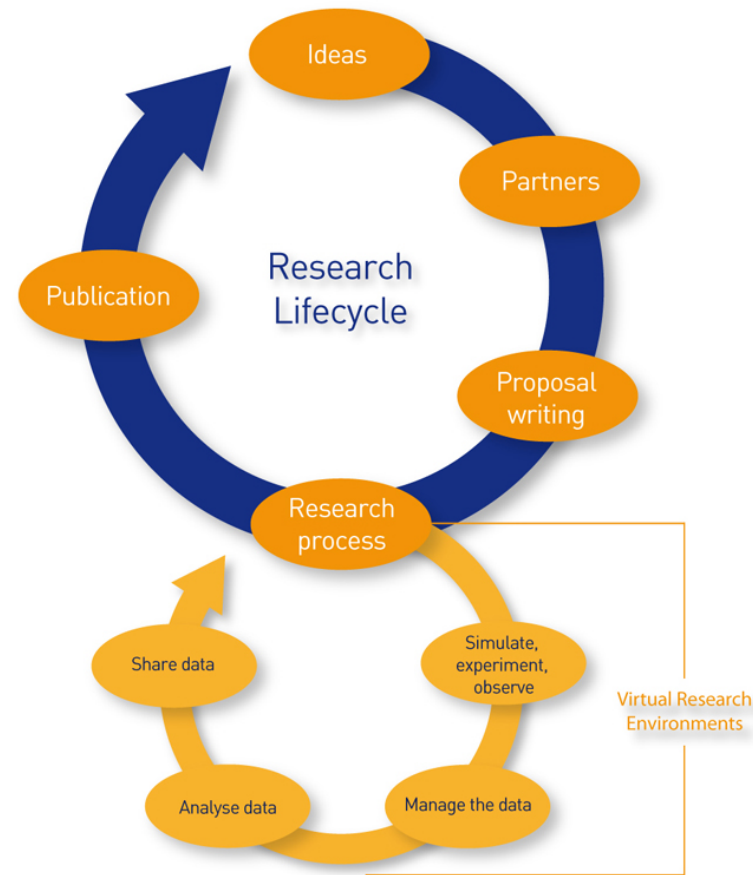 Ideas
Partners
Research
Lifecycle
Publication
Proposal
writing
Research
process
Simulate,
experiment,
observe
Share data
Virtual Research
Environments
Manage the data
Analyse data